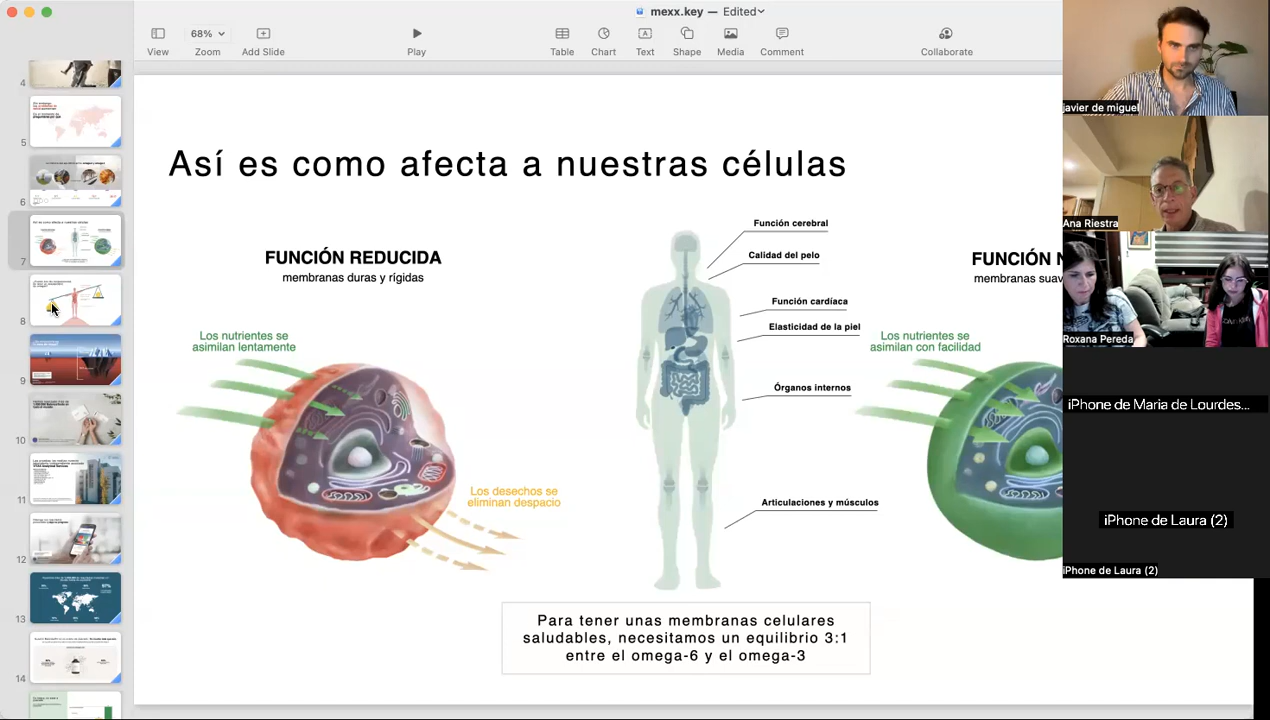 mexx.key — Edited
View
68%
Zoom
Add Slide
Play
Table
Chart
Text
Shape
Media
Comment
Collaborate
4
5
6
7
8
9
10
11
12
13
14
Así es como afecta a nuestras células
FUNCIÓN REDUCIDA
membranas duras y rígidas
Los nutrientes se
asimilan lentamente
Los desechos se
eliminan despacio
Función cerebral
Calidad del pelo
Función cardíaca
Elasticidad de la piel
Órganos internos
Articulaciones y músculos
FUNCIÓN N
membranas suav
Los nutrientes se
asimilan con facilidad
Para tener unas membranas celulares
saludables, necesitamos un equilibrio 3:1
entre el omega-6 y el omega-3
javier de miguel
Ana Riestra
Roxana Pereda
iPhone de Maria de Lourdes...
iPhone de Laura (2)
iPhone de Laura (2)